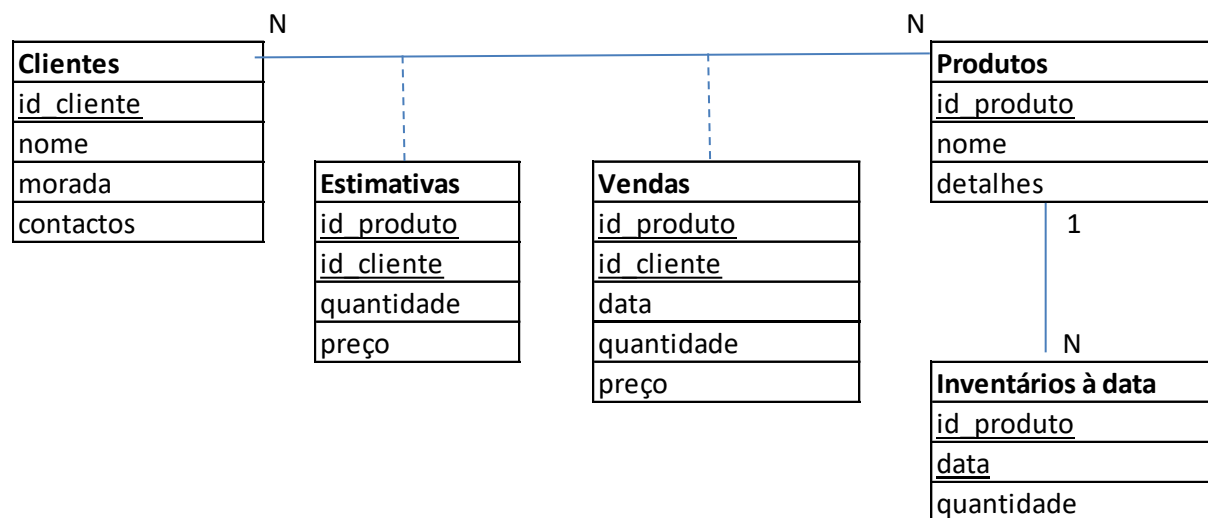 N
N
Clientes
id_cliente
nome
morada
contactos
Estimativas
id_produto
id_cliente
quantidade
preço
Vendas
id_produto
id_cliente
data
quantidade
preço
Produtos
id_produto
nome
detalhes
1
N
Inventários à data
id_produto
data
quantidade